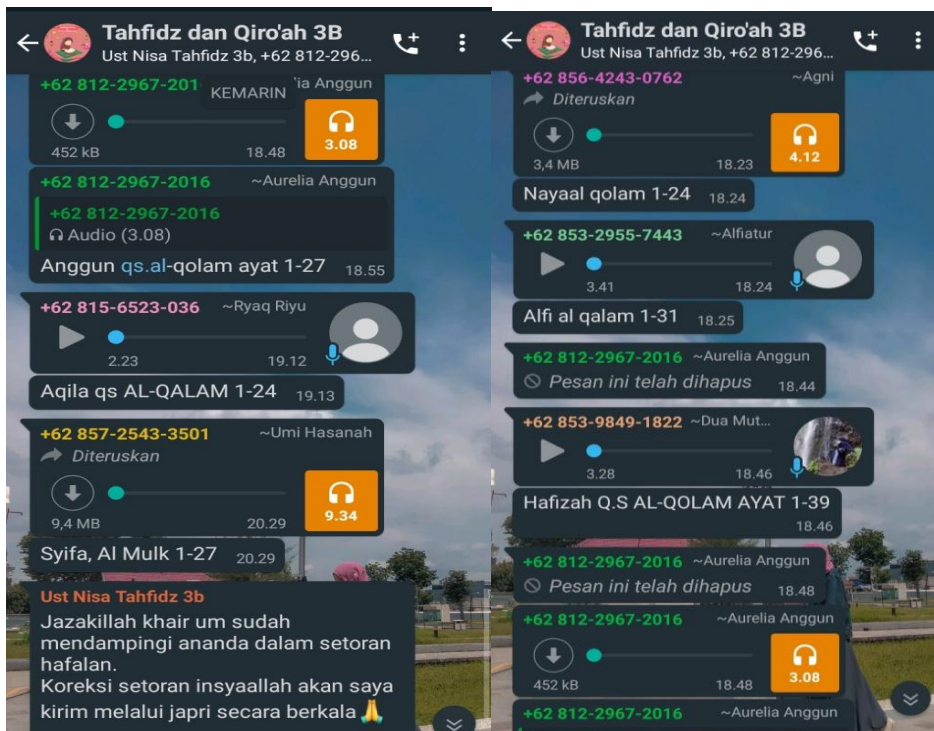 Tahfidz dan Qiro'ah 3B
Ust Nisa Tahfidz 3b, +62 812-296...
+62 812-2967-201
KEMARIN
ia Anggun
3.08
452 kB
18.48
+62 812-2967-2016 ~Aurelia Anggun
+62 812-2967-2016
Audio (3.08)
Anggun qs.al-qolam ayat 1-27 18.55
+62 815-6523-036 ~Ryaq Riyu
2.23 19.12
Aqila qs AL-QALAM 1-24 19.13
+62 857-2543-3501 ~Umi Hasanah
Diteruskan
9.34
9,4 MB 20.29
Syifa, Al Mulk 1-27 20.29
Ust Nisa Tahfidz 3b
Jazakillah khair um sudah
mendampingi ananda dalam setoran
hafalan.
Koreksi setoran insyaallah akan saya
kirim melalui japri secara berkala 🙏
Tahfidz dan Qiro'ah 3B
Ust Nisa Tahfidz 3b, +62 812-296...
+62 856-4243-0762 ~Agni
Diteruskan
4.12
3,4 MB 18.23
Nayaal qolam 1-24 18.24
+62 853-2955-7443 ~Alfiatur
3.41 18.24
Alfi al qalam 1-31 18.25
+62 812-2967-2016 ~Aurelia Anggun
Pesan ini telah dihapus 18.44
+62 853-9849-1822 ~Dua Mut...
3.28 18.46
Hafizah Q.S AL-QOLAM AYAT 1-39
18.46
+62 812-2967-2016 ~Aurelia Anggun
Pesan ini telah dihapus 18.48
+62 812-2967-2016 ~Aurelia Anggun
3.08
452 kB 18.48
+62 812-2967-2016 ~Aurelia Anggun